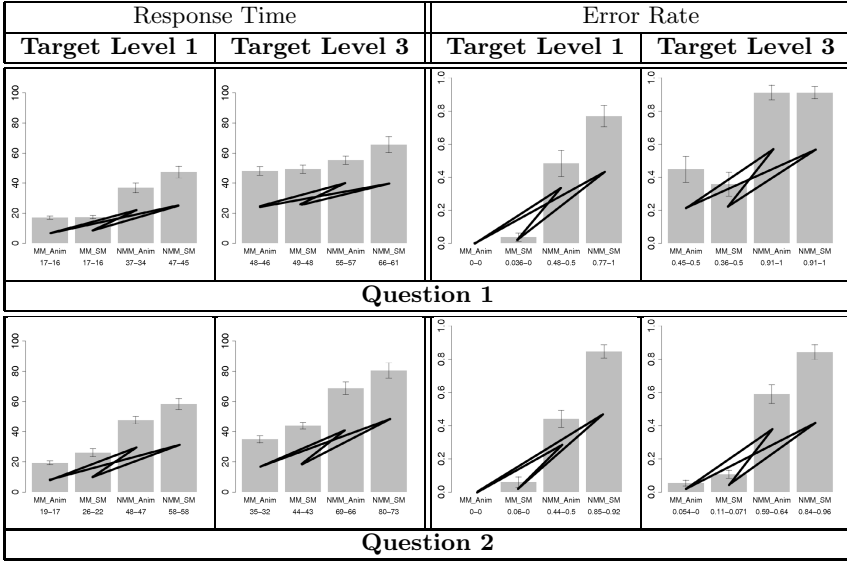 Response Time Error Rate
Target Level 1 Target Level 3 Target Level 1 Target Level 3
100
80
60
40
20
0
MM_Anim MM_SM NMM_Anim NMM_SM
17−16 17−16 37−34 47−45
100
80
60
40
20
0
MM_Anim MM_SM NMM_Anim NMM_SM
48−46 49−48 55−57 66−61
1.0
0.8
0.6
0.4
0.2
0.0
MM_Anim MM_SM NMM_Anim NMM_SM
0−0 0.036−0 0.48−0.5 0.77−1
1.0
0.8
0.6
0.4
0.2
0.0
MM_Anim MM_SM NMM_Anim NMM_SM
0.45−0.5 0.36−0.5 0.91−1 0.91−1
Question 1
100
80
60
40
20
0
MM_Anim MM_SM NMM_Anim NMM_SM
19−17 26−22 48−47 58−58
100
80
60
40
20
0
MM_Anim MM_SM NMM_Anim NMM_SM
35−32 44−43 69−66 80−73
1.0
0.8
0.6
0.4
0.2
0.0
MM_Anim MM_SM NMM_Anim NMM_SM
0−0 0.06−0 0.44−0.5 0.85−0.92
1.0
0.8
0.6
0.4
0.2
0.0
MM_Anim MM_SM NMM_Anim NMM_SM
0.054−0 0.11−0.071 0.59−0.64 0.84−0.96
Question 2